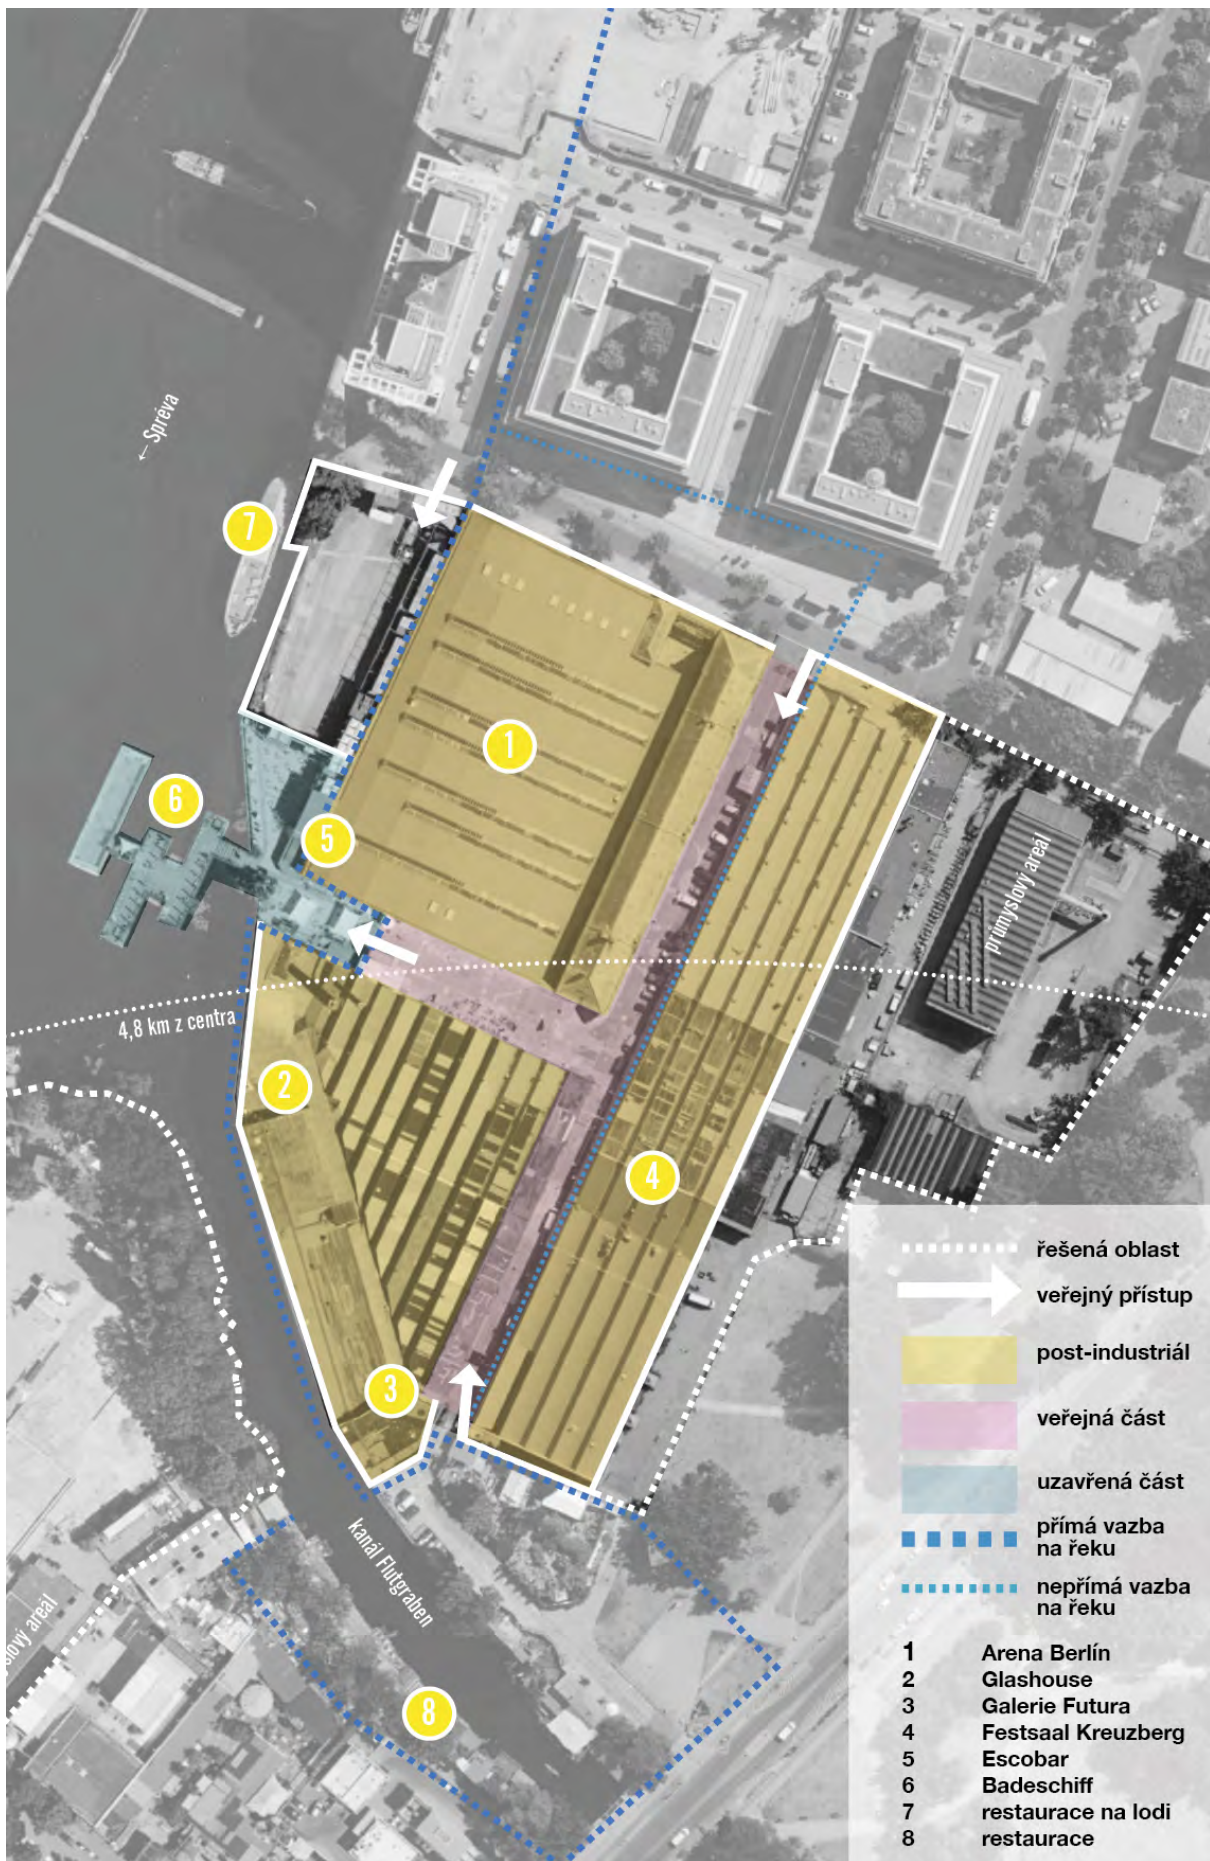 ← Spréva
7
1
6
5
průmyslový areál
4,8 km z centra
2
4
3
kanál Flutgraben
areál
8
řešená oblast
veřejný přístup
post-industriál
veřejná část
uzavřená část
přímá vazba
na řeku
nepřímá vazba
na řeku
1 Arena Berlín
2 Glashouse
3 Galerie Futura
4 Festsaal Kreuzberg
5 Escobar
6 Badeschiff
7 restaurace na lodi
8 restaurace